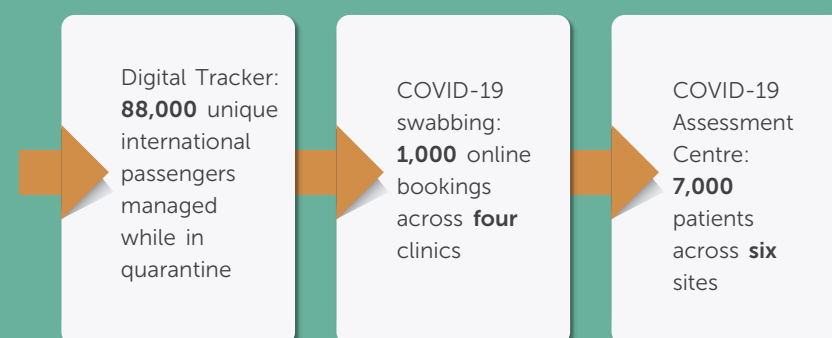 Digital Tracker:
88,000 unique
international
passengers
managed
while in
quarantine
COVID-19
swabbing:
1,000 online
bookings
across four
clinics
COVID-19
Assessment
Centre:
7,000
patients
across six
sites